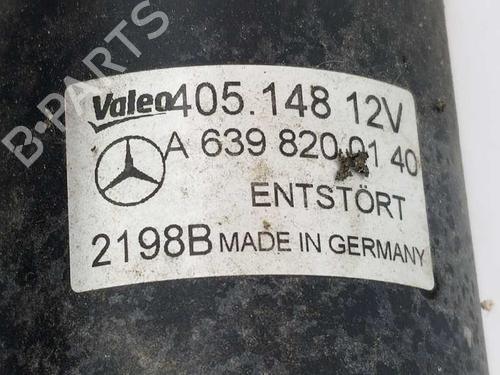 B-PARTS
Valeo 405.148 12V
A 639 820 01 40
ENTSTÖRT
2198B MADE IN GERMANY